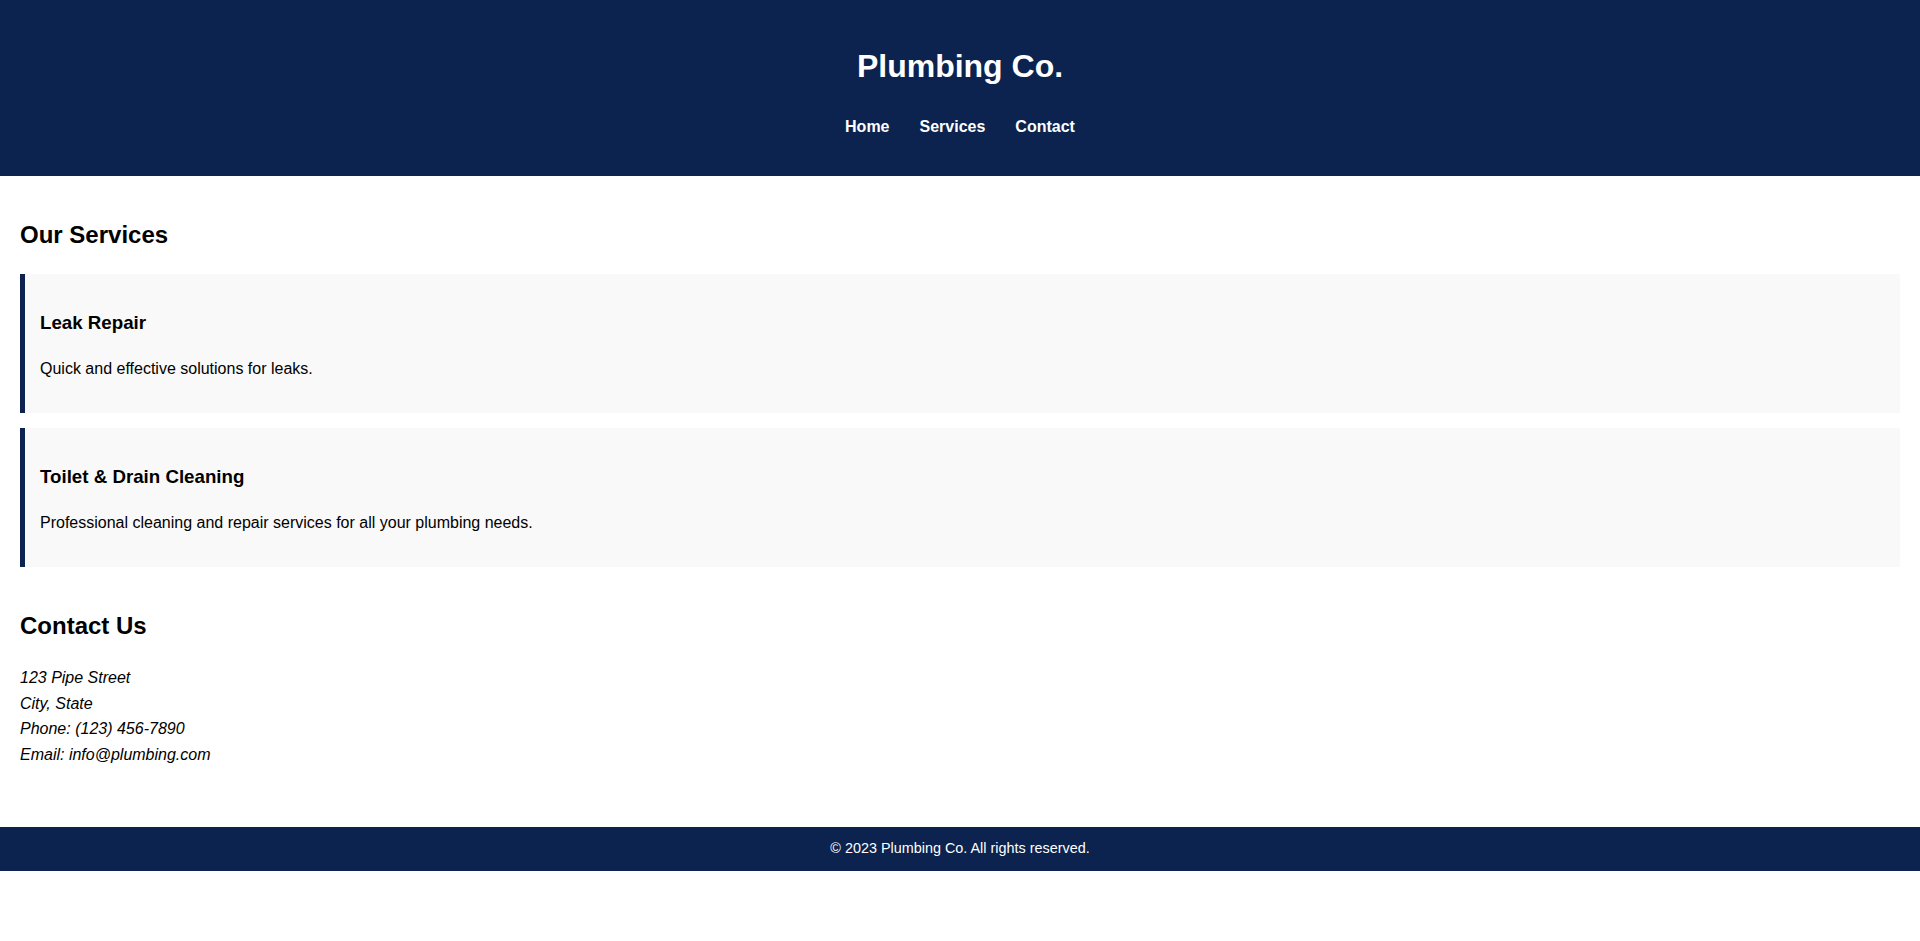 Plumbing Co.
Home Services Contact
Our Services
Leak Repair
Quick and effective solutions for leaks.
Toilet & Drain Cleaning
Professional cleaning and repair services for all your plumbing needs.
Contact Us
123 Pipe Street
City, State
Phone: (123) 456-7890
Email: info@plumbing.com
© 2023 Plumbing Co. All rights reserved.